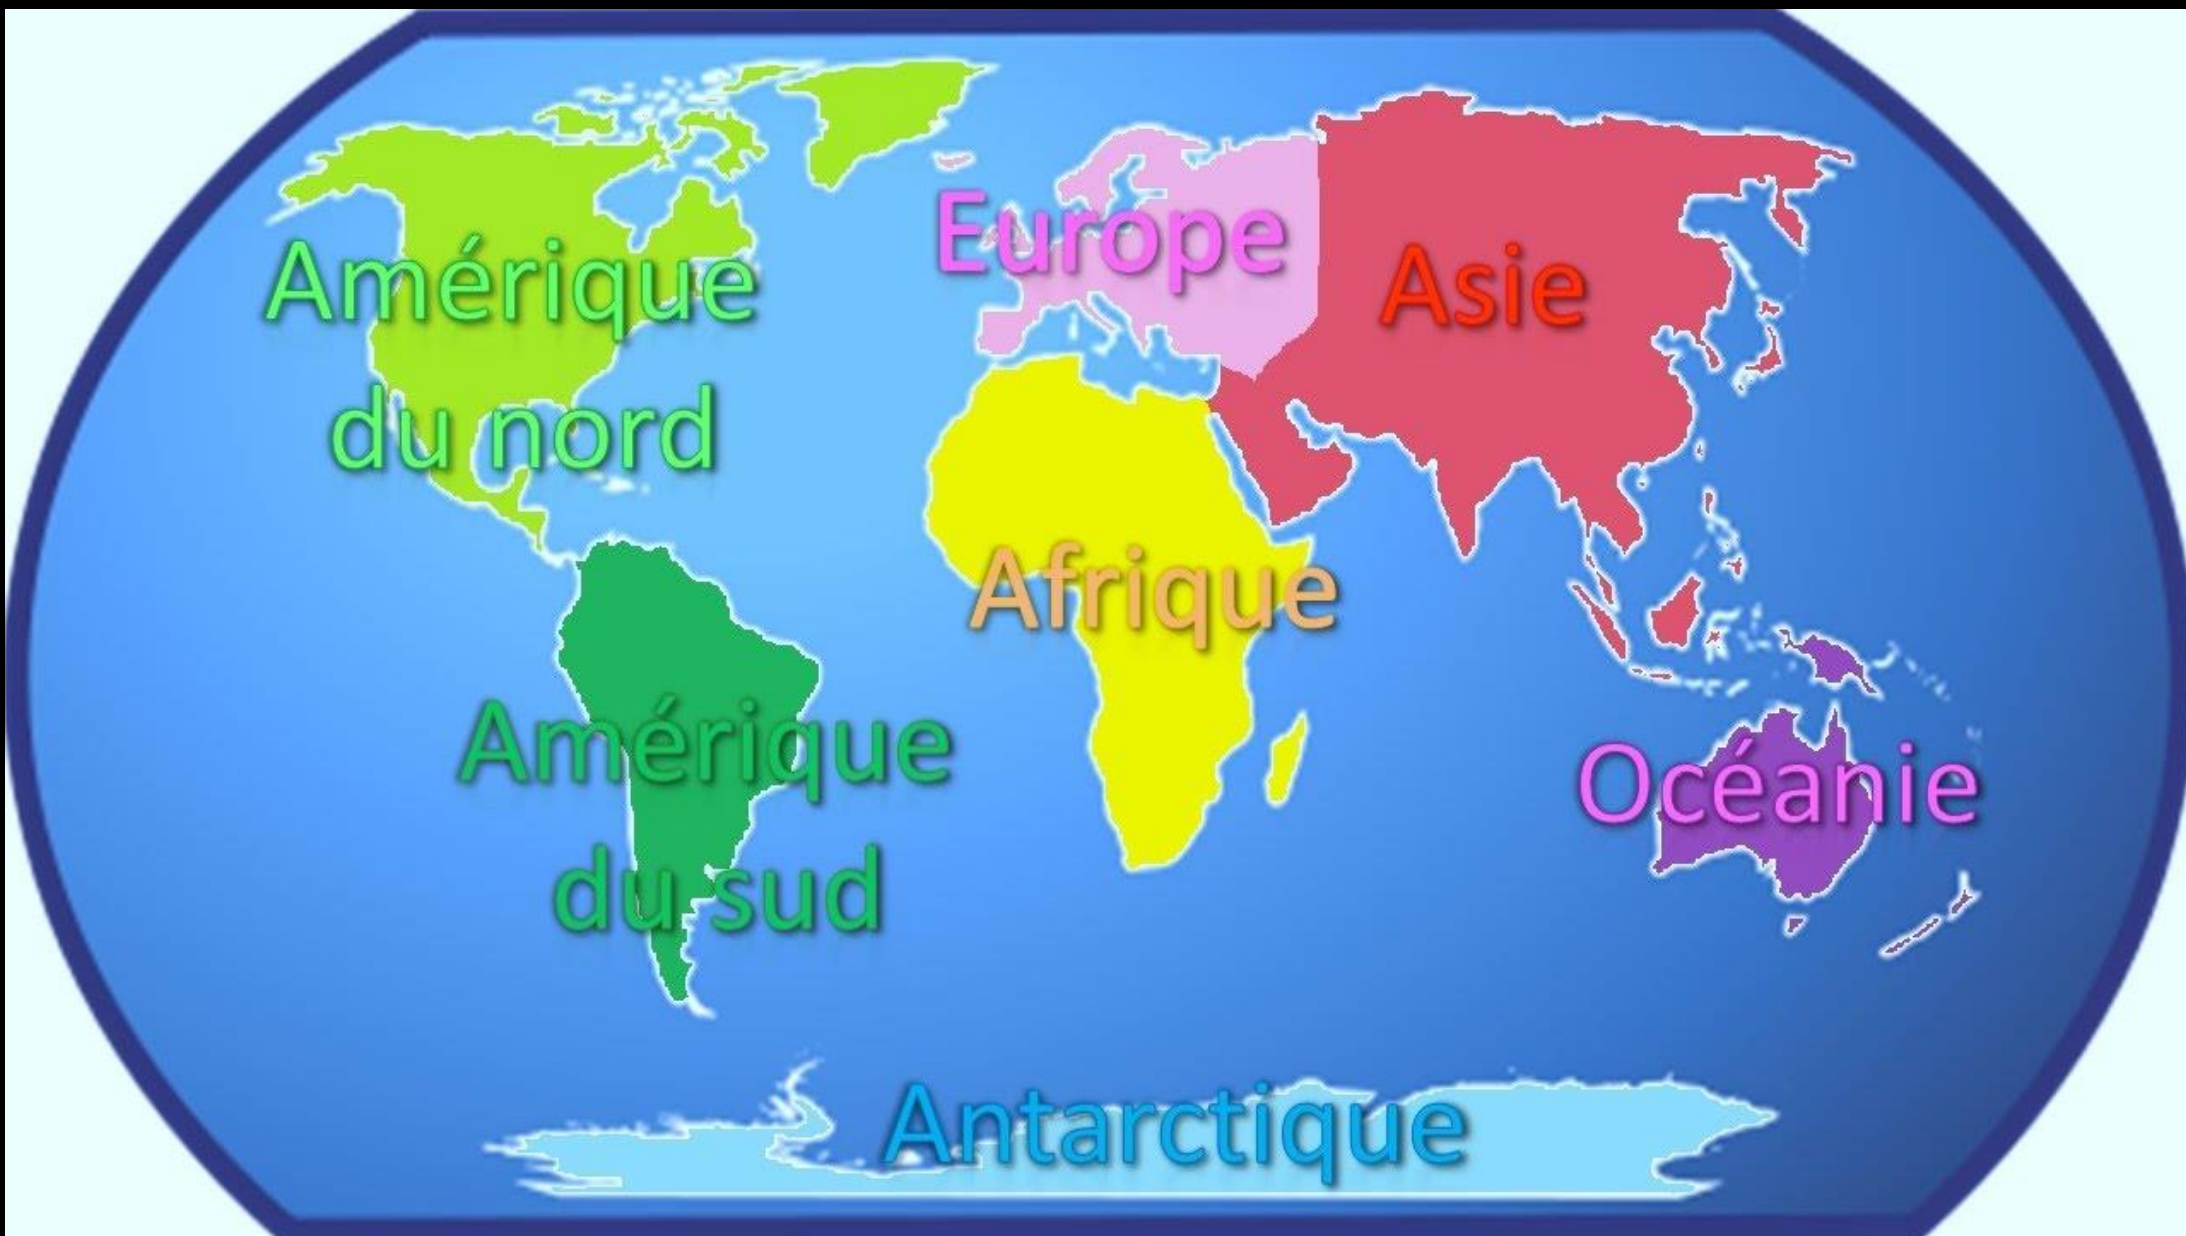 Amérique
du nord
Europe
Asie
Afrique
Amérique
du sud
Océanie
Antarctique